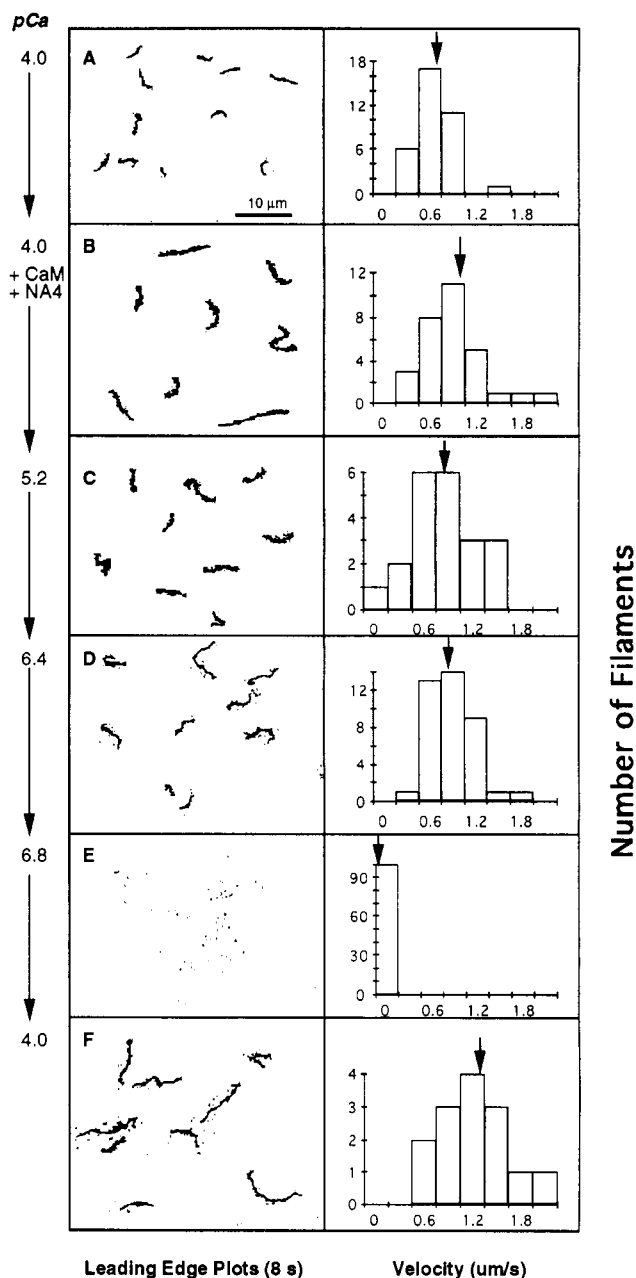 pCa
4.0
A
10 µm
18
12
6
0
0 0.6 1.2 1.8
4.0
+ CaM
+ NA4
B
12
8
4
0
0 0.6 1.2 1.8
5.2
C
6
4
2
0
0 0.6 1.2 1.8
6.4
D
12
8
4
0
0 0.6 1.2 1.8
6.8
E
90
60
30
0
0 0.6 1.2 1.8
4.0
F
4
3
2
1
0
0 0.6 1.2 1.8
Leading Edge Plots (8 s)
Velocity (um/s)
Number of Filaments